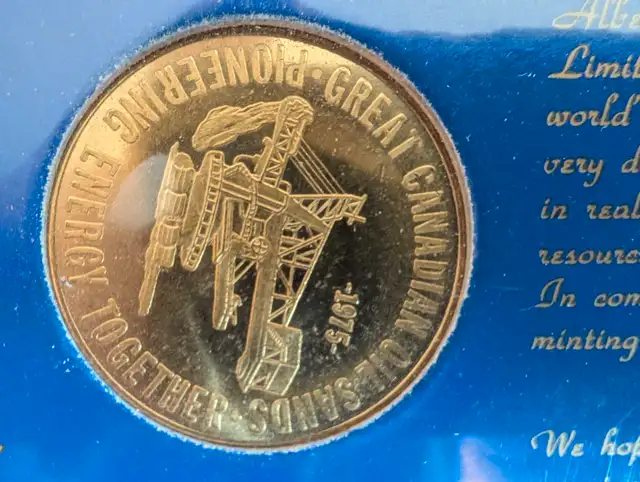 GREAT CANADIAN OIL SANDS · PIONEERING ENERGY TOGETHER ·
-1975-
Limit
world'
very d
in real
resource
In com
minting
We hop